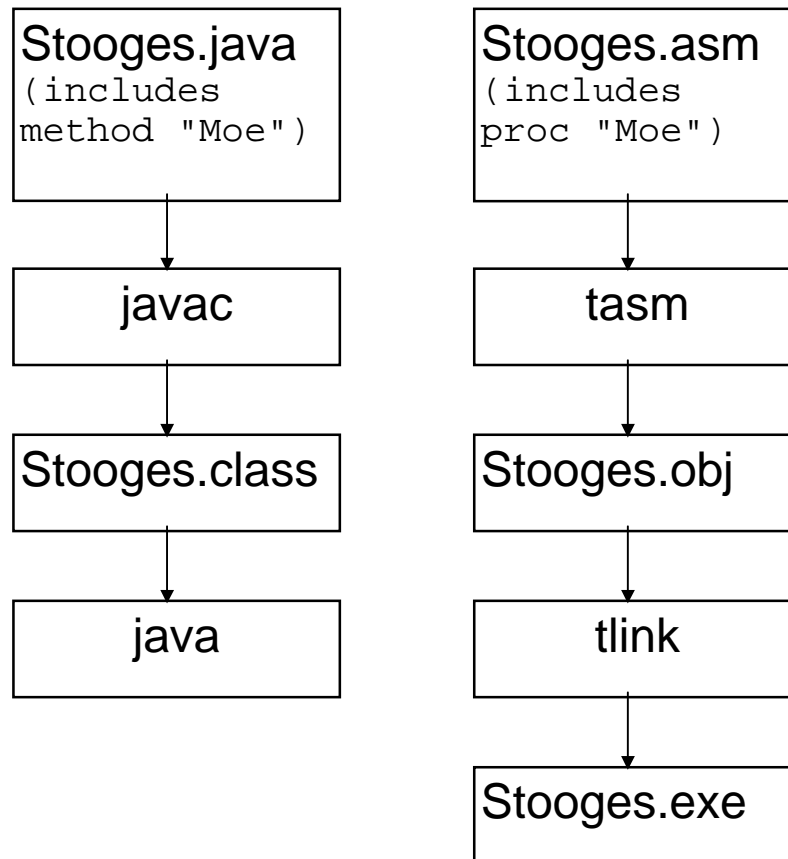 Stooges.java
(includes
method "Moe")
javac
Stooges.class
java
Stooges.asm
(includes
proc "Moe")
tasm
Stooges.obj
tlink
Stooges.exe